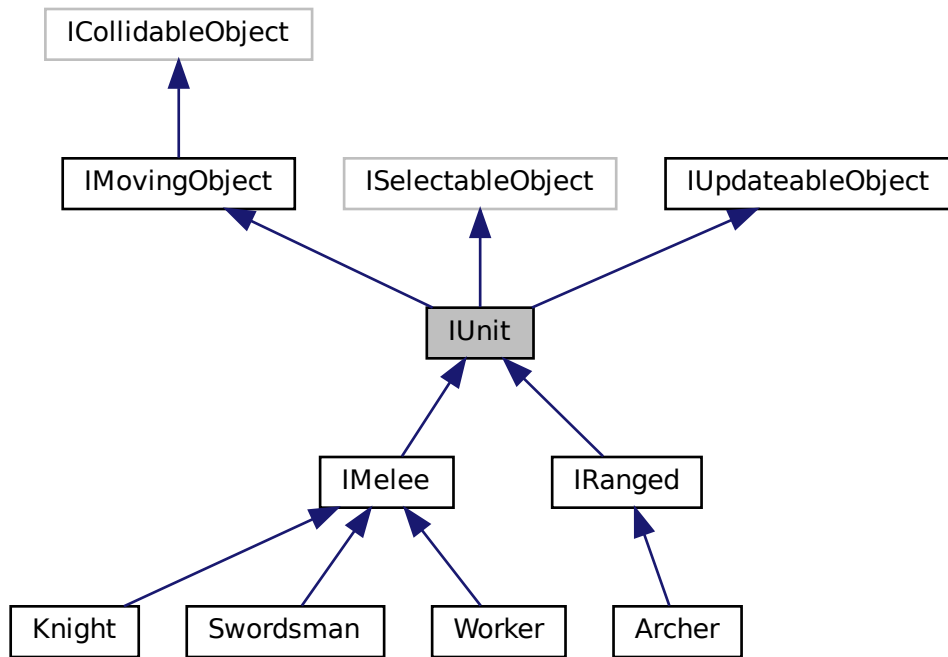 ICollidableObject
IMovingObject
ISelectableObject
IUpdateableObject
IUnit
IMelee
IRanged
Knight
Swordsman
Worker
Archer